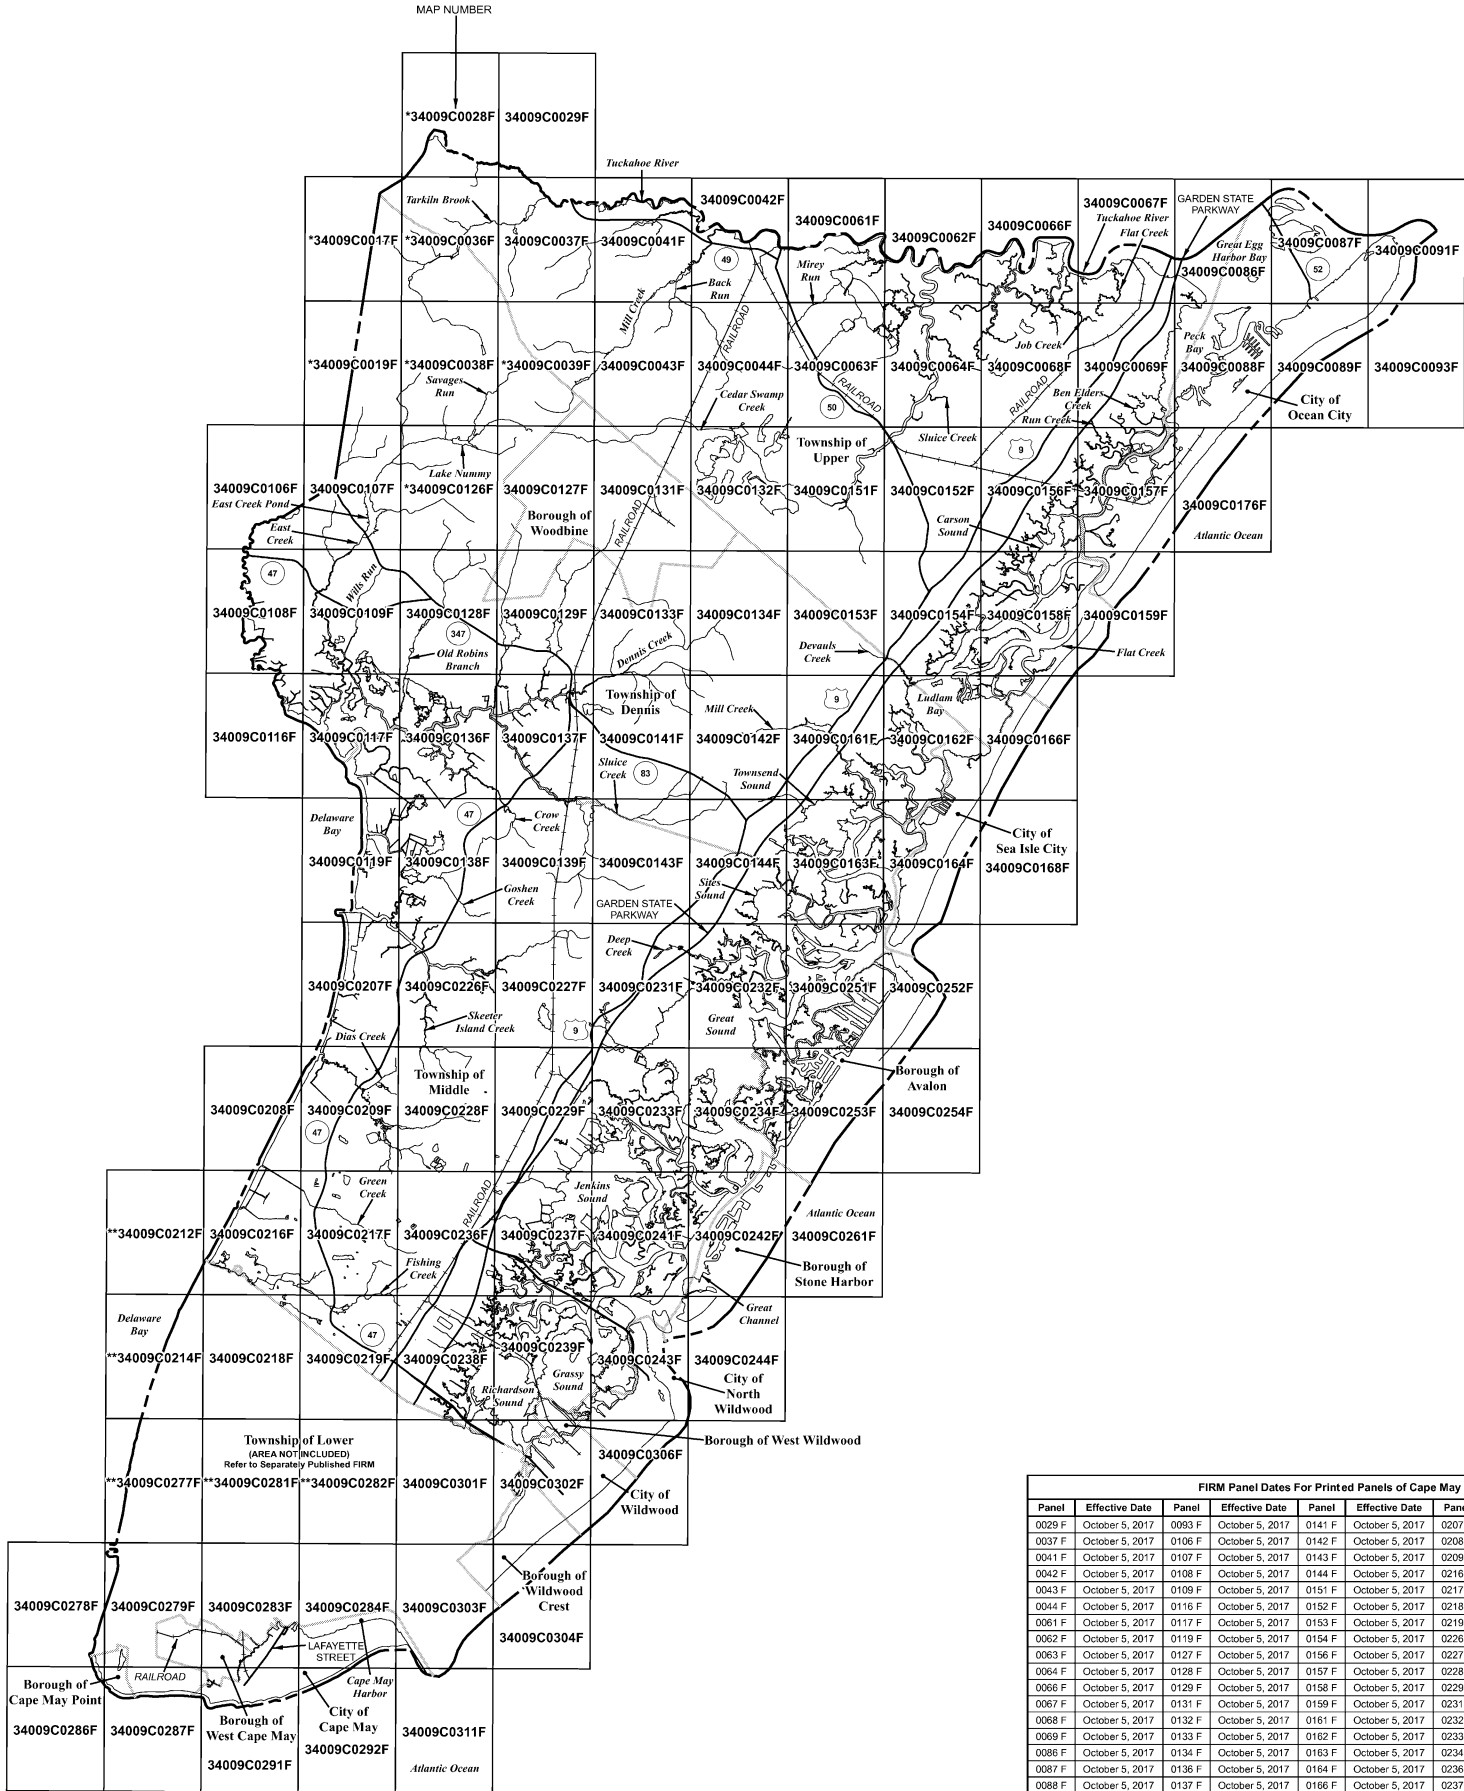 MAP NUMBER
*34009C0028F 34009C0029F
Tuckahoe River
34009C0042F
34009C0067F
GARDEN STATE
PARKWAY
Tarkiln Brook
34009C0061F
34009C0066F
Tuckahoe River
Flat Creek
*34009C0017F *34009C0036F 34009C0037F 34009C0041F
34009C0062F
Great Egg
Harbor Bay
34009C0087F
34009C0091F
49
Back
Run
Mirey
Run
34009C0086F
52
Mill Creek
RAILROAD
Job Creek
Peck
Bay
*34009C0019F *34009C0038F *34009C0039F 34009C0043F 34009C0044F 34009C0063F 34009C0064F 34009C0068F 34009C0069F 34009C0088F 34009C0089F 34009C0093F
Savages
Run
Cedar Swamp
Creek
RAILROAD
50
RAILROAD
Ben Elders
Creek
City of
Ocean City
Run Creek
Sluice Creek
Township of
Upper
9
Lake Nummy
34009C0106F 34009C0107F *34009C0126F 34009C0127F 34009C0131F 34009C0132F 34009C0151F 34009C0152F 34009C0156F 34009C0157F
East Creek Pond
34009C0176F
Borough of
Woodbine
RAILROAD
Carson
Sound
East
Creek
Atlantic Ocean
47
Wills Run
34009C0108F 34009C0109F 34009C0128F 34009C0129F 34009C0133F 34009C0134F 34009C0153F 34009C0154F 34009C0158F 34009C0159F
347
Old Robins
Branch
Dennis Creek
Devauls
Creek
Flat Creek
Township of
Dennis
Mill Creek
9
Ludlam
Bay
34009C0116F 34009C0117F 34009C0136F 34009C0137F 34009C0141F 34009C0142F 34009C0161F 34009C0162F 34009C0166F
Sluice
Creek
83
Townsend
Sound
Delaware
Bay
47
Crow
Creek
City of
Sea Isle City
34009C0119F 34009C0138F 34009C0139F 34009C0143F 34009C0144F 34009C0163F 34009C0164F 34009C0168F
Goshen
Creek
Sites
Sound
GARDEN STATE
PARKWAY
Deep
Creek
34009C0207F 34009C0226F 34009C0227F 34009C0231F 34009C0232F 34009C0251F 34009C0252F
Skeeter
Island Creek
9
Great
Sound
Dias Creek
Township of
Middle
Borough of
Avalon
34009C0208F 34009C0209F 34009C0228F 34009C0229F 34009C0233F 34009C0234F 34009C0253F 34009C0254F
47
Green
Creek
RAILROAD
Jenkins
Sound
Atlantic Ocean
**34009C0212F 34009C0216F 34009C0217F 34009C0236F 34009C0237F 34009C0241F 34009C0242F 34009C0261F
Fishing
Creek
Borough of
Stone Harbor
Delaware
Bay
47
Great
Channel
**34009C0214F 34009C0218F 34009C0219F 34009C0238F 34009C0239F 34009C0243F 34009C0244F
Richardson
Sound
Grassy
Sound
City of
North
Wildwood
Township of Lower
(AREA NOT INCLUDED)
Refer to Separately Published FIRM
Borough of West Wildwood
34009C0306F
**34009C0277F **34009C0281F **34009C0282F 34009C0301F 34009C0302F
City of
Wildwood
Borough of
Wildwood
Crest
34009C0278F 34009C0279F 34009C0283F 34009C0284F 34009C0303F
34009C0304F
LAFAYETTE
STREET
RAILROAD
Borough of
Cape May Point
Cape May
Harbor
34009C0286F 34009C0287F
Borough of
West Cape May
City of
Cape May
34009C0311F
34009C0291F
34009C0292F
Atlantic Ocean
FIRM Panel Dates For Printed Panels of Cape May
Panel Effective Date Panel Effective Date Panel Effective Date Pane
0029 F October 5, 2017 0093 F October 5, 2017 0141 F October 5, 2017 0207
0037 F October 5, 2017 0106 F October 5, 2017 0142 F October 5, 2017 0208
0041 F October 5, 2017 0107 F October 5, 2017 0143 F October 5, 2017 0209
0042 F October 5, 2017 0108 F October 5, 2017 0144 F October 5, 2017 0216
0043 F October 5, 2017 0109 F October 5, 2017 0151 F October 5, 2017 0217
0044 F October 5, 2017 0116 F October 5, 2017 0152 F October 5, 2017 0218
0061 F October 5, 2017 0117 F October 5, 2017 0153 F October 5, 2017 0219
0062 F October 5, 2017 0119 F October 5, 2017 0154 F October 5, 2017 0226
0063 F October 5, 2017 0127 F October 5, 2017 0156 F October 5, 2017 0227
0064 F October 5, 2017 0128 F October 5, 2017 0157 F October 5, 2017 0228
0066 F October 5, 2017 0129 F October 5, 2017 0158 F October 5, 2017 0229
0067 F October 5, 2017 0131 F October 5, 2017 0159 F October 5, 2017 0231
0068 F October 5, 2017 0132 F October 5, 2017 0161 F October 5, 2017 0232
0069 F October 5, 2017 0133 F October 5, 2017 0162 F October 5, 2017 0233
0086 F October 5, 2017 0134 F October 5, 2017 0163 F October 5, 2017 0234
0087 F October 5, 2017 0136 F October 5, 2017 0164 F October 5, 2017 0236
0088 F October 5, 2017 0137 F October 5, 2017 0166 F October 5, 2017 0237